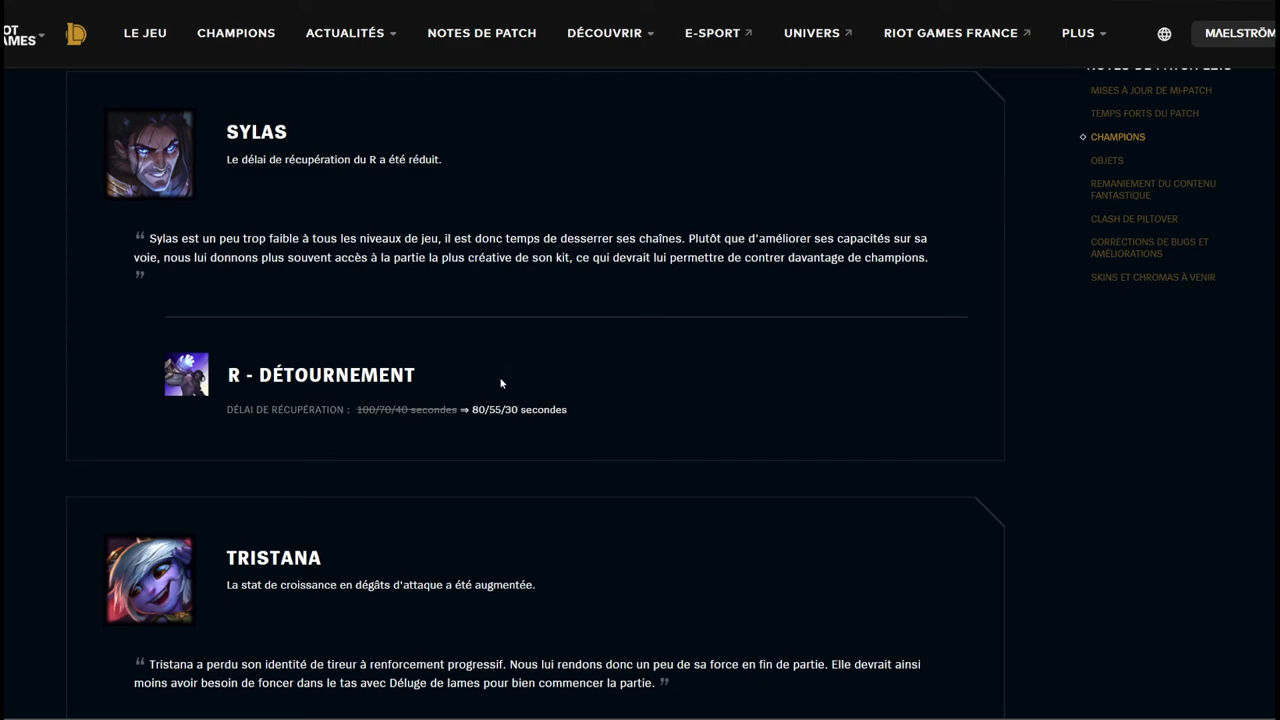 LE JEU CHAMPIONS ACTUALITÉS NOTES DE PATCH DÉCOUVRIR E-SPORT UNIVERS RIOT GAMES FRANCE PLUS MAELSTRÖM
CHAMPIONS
MISES À JOUR DE MI-PATCH
TEMPS FORTS DU PATCH
OBJETS
REMANIEMENT DU CONTENU
FANTASTIQUE
CLASH DE PILTOVER
CORRECTIONS DE BUGS ET
AMÉLIORATIONS
SKINS ET CHROMAS À VENIR
SYLAS
Le délai de récupération du R a été réduit.
“ Sylas est un peu trop faible à tous les niveaux de jeu, il est donc temps de desserrer ses chaînes. Plutôt que d'améliorer ses capacités sur sa
voie, nous lui donnons plus souvent accès à la partie la plus créative de son kit, ce qui devrait lui permettre de contrer davantage de champions.
”
R - DÉTOURNEMENT
DÉLAI DE RÉCUPÉRATION : 100/70/40 secondes ⇒ 80/55/30 secondes
TRISTANA
La stat de croissance en dégâts d'attaque a été augmentée.
“ Tristana a perdu son identité de tireur à renforcement progressif. Nous lui rendons donc un peu de sa force en fin de partie. Elle devrait ainsi
moins avoir besoin de foncer dans le tas avec Déluge de lames pour bien commencer la partie. ”